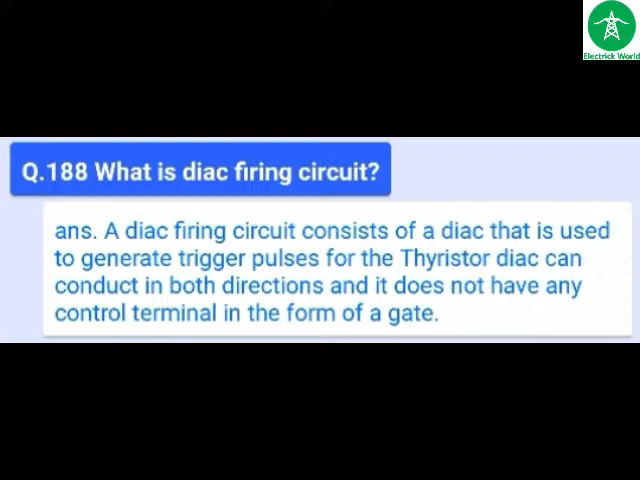 Electrick World
Q.188 What is diac firing circuit?
ans. A diac firing circuit consists of a diac that is used
to generate trigger pulses for the Thyristor diac can
conduct in both directions and it does not have any
control terminal in the form of a gate.